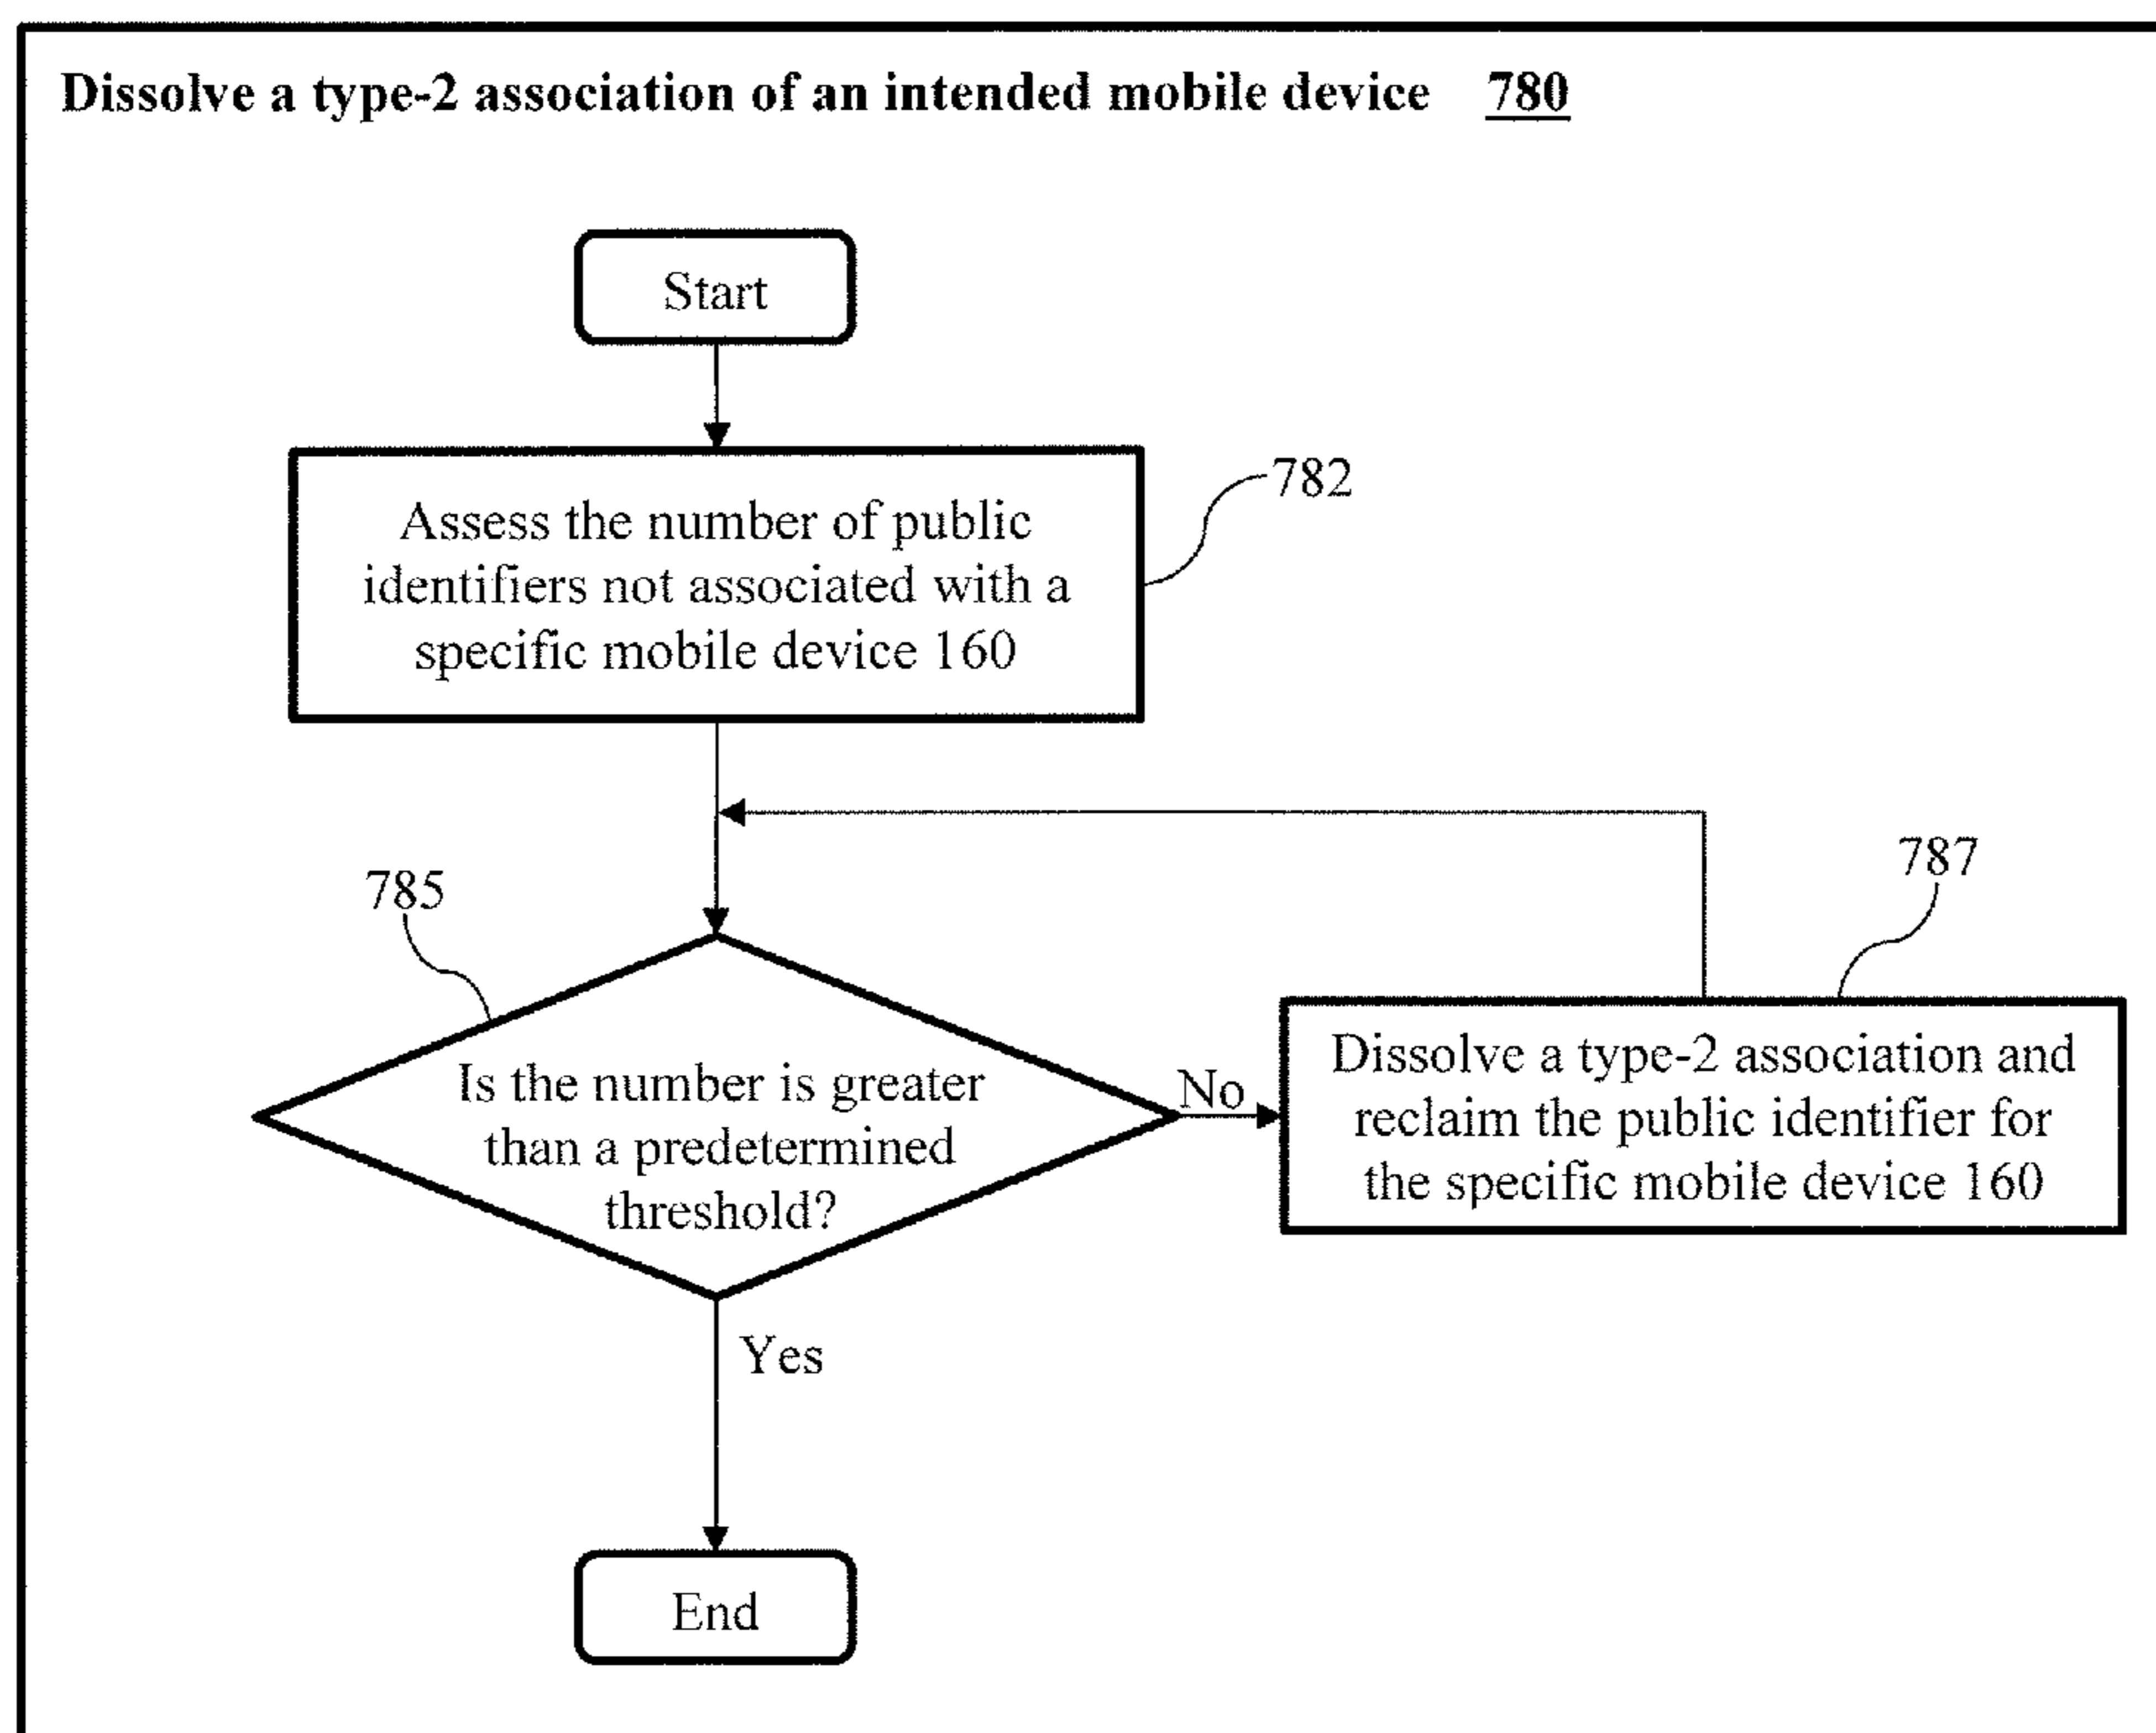 Dissolve a type-2 association of an intended mobile device 780
Start
Assess the number of public
identifiers not associated with a
specific mobile device 160
782
785
787
Is the number is greater
than a predetermined
threshold?
No
Dissolve a type-2 association and
reclaim the public identifier for
the specific mobile device 160
Yes
End